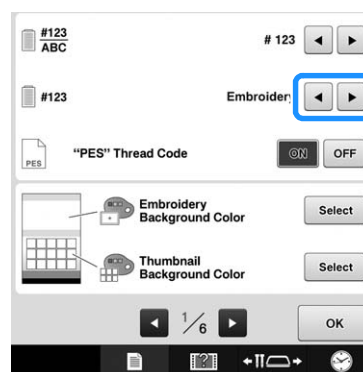 #123
ABC
# 123
#123
Embroider
PES
"PES" Thread Code
ON
OFF
Embroidery
Background Color
Select
Thumbnail
Background Color
Select
1/6
OK